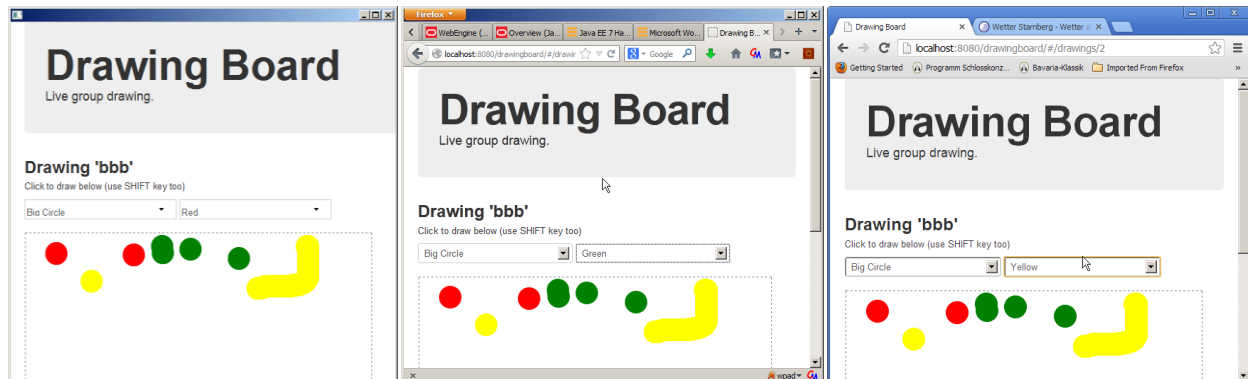 Drawing Board
Live group drawing.
Drawing 'bbb'
Click to draw below (use SHIFT key too)
Big Circle
Red
Firefox
WebEngine (...
Overview (Ja...
Java EE 7 Ha...
Microsoft Wo...
Drawing B...
localhost:8080/drawingboard/#/drawin
Google
Drawing Board
Live group drawing.
Drawing 'bbb'
Click to draw below (use SHIFT key too)
Big Circle
Green
×
wpad
Drawing Board
Wetter Starnberg - Wetter
localhost:8080/drawingboard/#/drawings/2
Getting Started
Programm Schlosskonz...
Bavaria-Klassik
Imported From Firefox
»
Drawing Board
Live group drawing.
Drawing 'bbb'
Click to draw below (use SHIFT key too)
Big Circle
Yellow